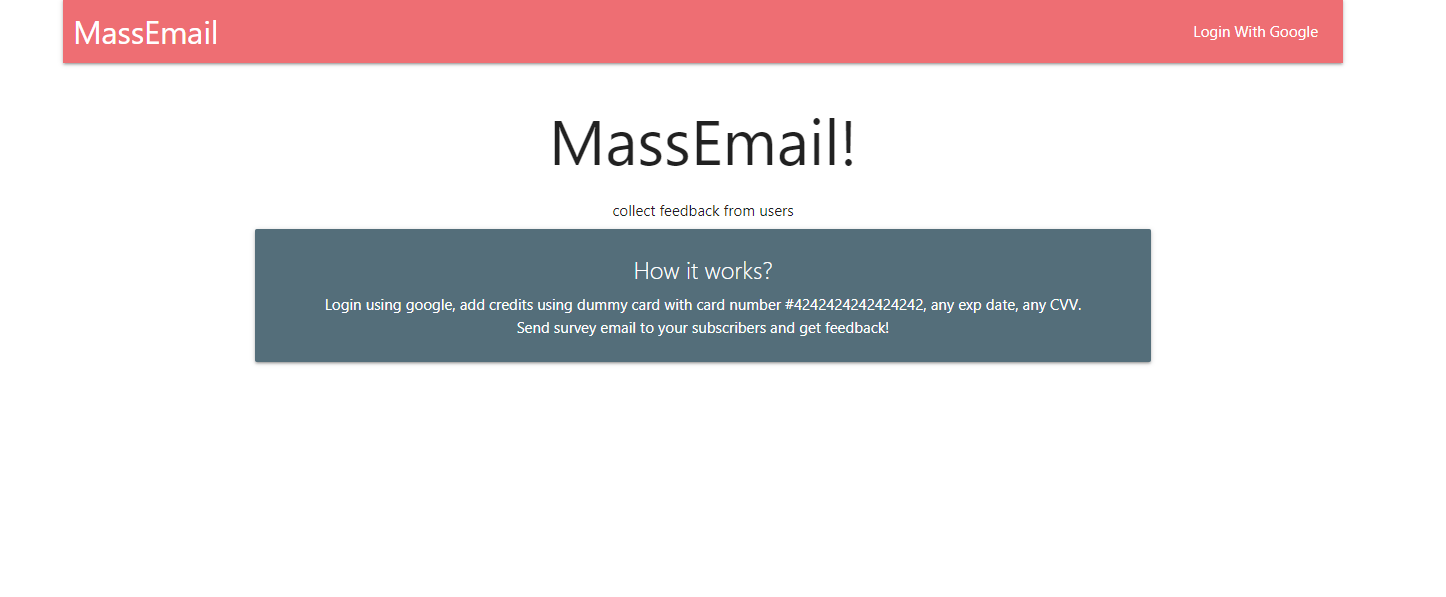 MassEmail
Login With Google
MassEmail!
collect feedback from users
How it works?
Login using google, add credits using dummy card with card number #4242424242424242, any exp date, any CVV.
Send survey email to your subscribers and get feedback!